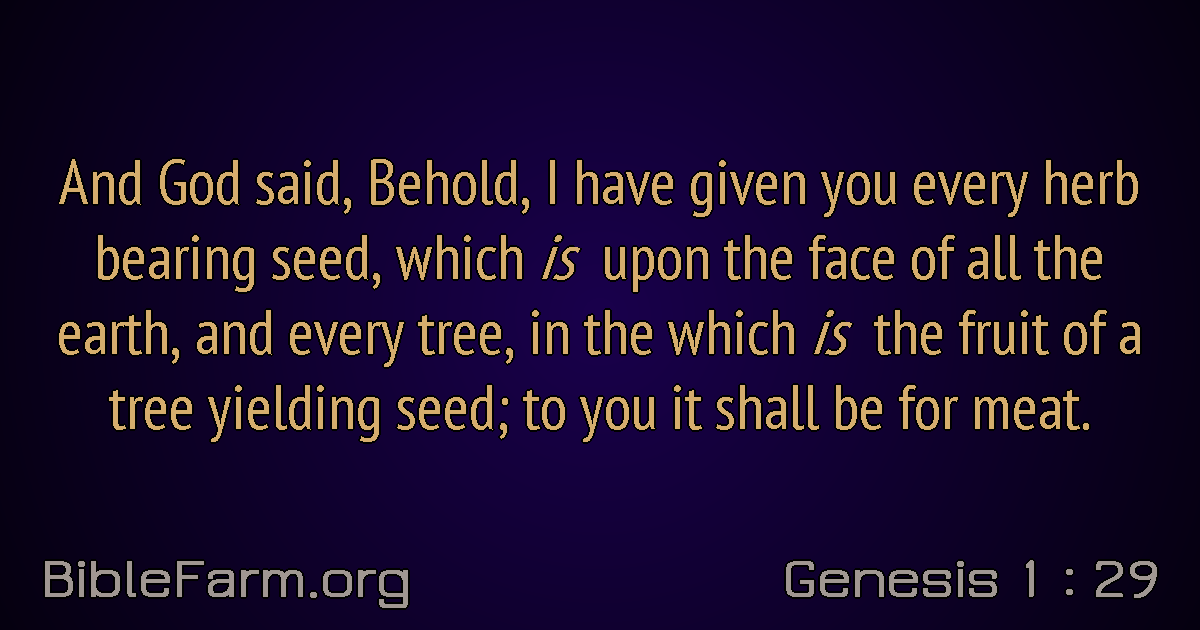 And God said, Behold, I have given you every herb
bearing seed, which is upon the face of all the
earth, and every tree, in the which is the fruit of a
tree yielding seed; to you it shall be for meat.
BibleFarm.org
Genesis 1 : 29